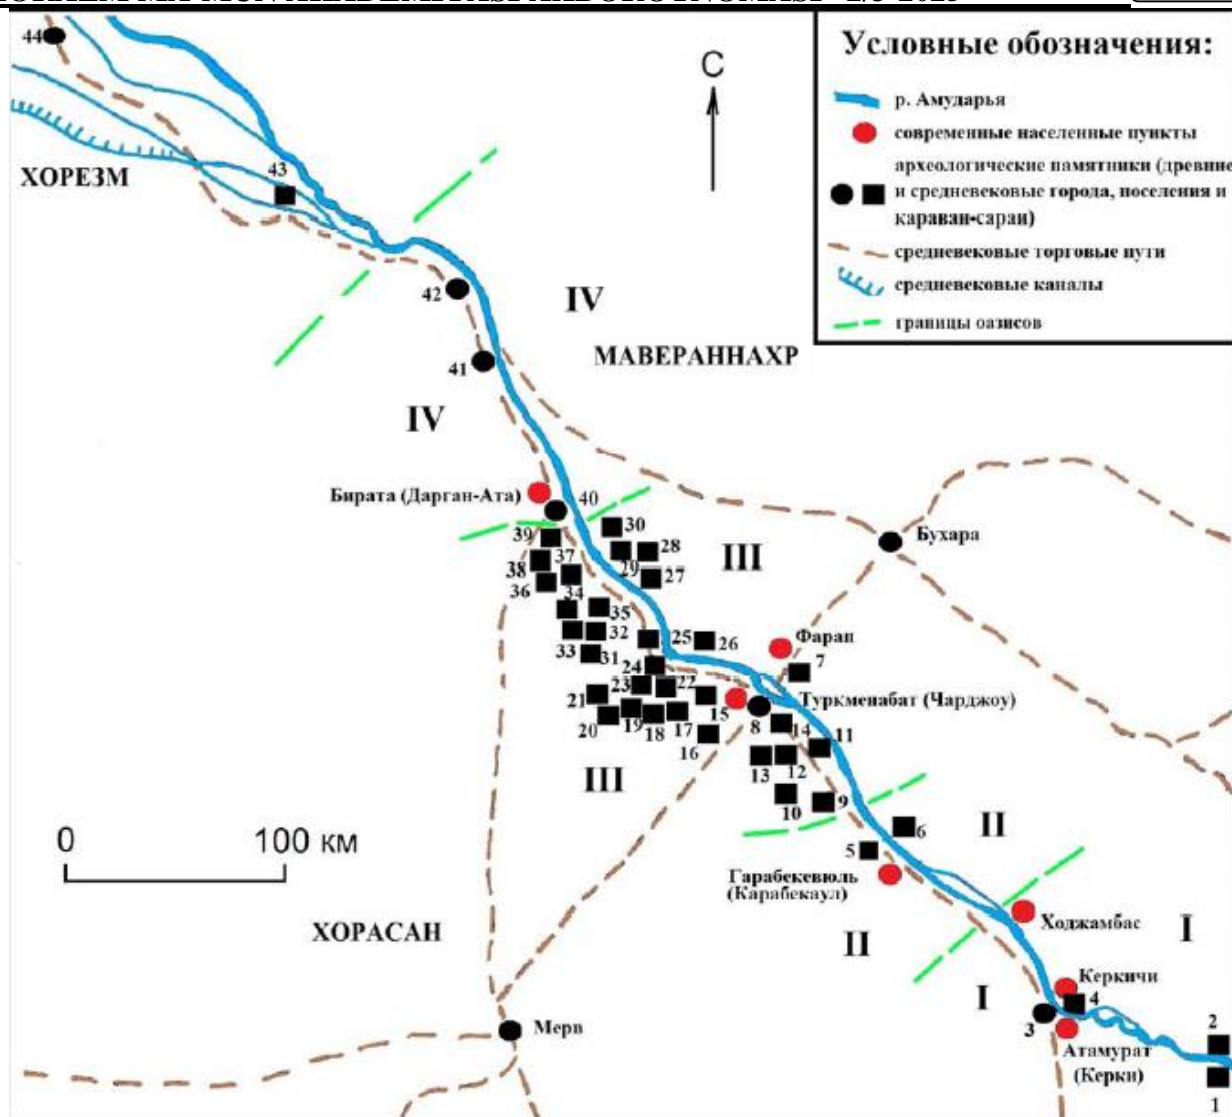 Условные обозначения:
р. Амударья
современные населенные пункты
археологические памятники (древние
и средневековые города, поселения и
караван-сараи)
средневековые торговые пути
средневековые каналы
границы оазисов
С
44
ХОРЕЗМ
43
42
IV
МАВЕРАННАХР
41
IV
Бирата (Дарган-Ата)
40
30
Бухара
39
28
III
38
37
29
27
36
34
35
Фарап
33
32
25
26
31
24
7
21
23
22
Туркменабат (Чарджоу)
20
19
18
17
15
8
14
11
16
13
12
III
10
9
0
100 км
6
II
5
Гарабекевюль
(Карабекаул)
ХОРАСАН
II
Ходжамбас
I
Керкичи
I
4
3
Мерв
Атамурат
(Керки)
2
1